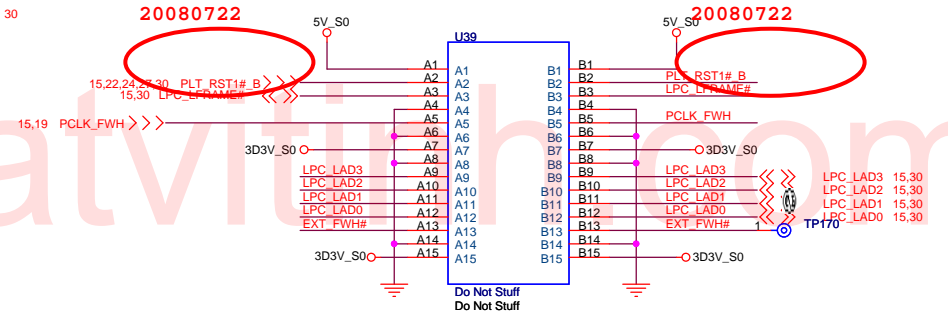 30
20080722
20080722
5V_S0
5V_S0
U39
A1 A1 B1 B1
15,22,24,27,30 PLT_RST1#_B A2 A2 B2 B2 PLT_RST1#_B
15,30 LPC_LFRAME# A3 A3 B3 B3 LPC_LFRAME#
A4 A4 B4 B4
15,19 PCLK_FWH A5 A5 B5 B5 PCLK_FWH
A6 A6 B6 B6
3D3V_S0 A7 A7 B7 B7 3D3V_S0
A8 A8 B8 B8
LPC_LAD3 A9 A9 B9 B9 LPC_LAD3 LPC_LAD3 15,30
LPC_LAD2 A10 A10 B10 B10 LPC_LAD2 LPC_LAD2 15,30
LPC_LAD1 A11 A11 B11 B11 LPC_LAD1 LPC_LAD1 15,30
LPC_LAD0 A12 A12 B12 B12 LPC_LAD0 LPC_LAD0 15,30
EXT_FWH# A13 A13 B13 B13 EXT_FWH# 1 TP170
A14 A14 B14 B14
3D3V_S0 A15 A15 B15 B15 3D3V_S0
Do Not Stuff
Do Not Stuff
atvitinh.com